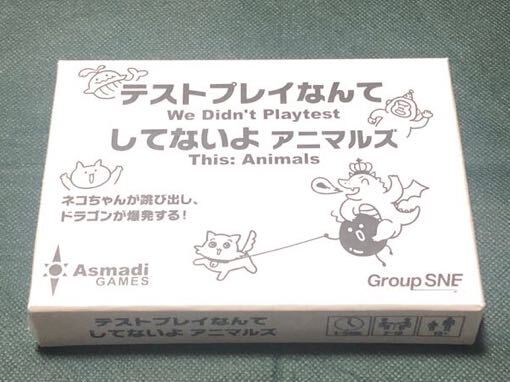 テストプレイなんて
We Didn't Playtest
してないよ アニマルズ
This: Animals
ネコちゃんが跳び出し、
ドラゴンが爆発する！
Asmadi
GAMES
Group SNE
テストプレイなんて
してないよ アニマルズ